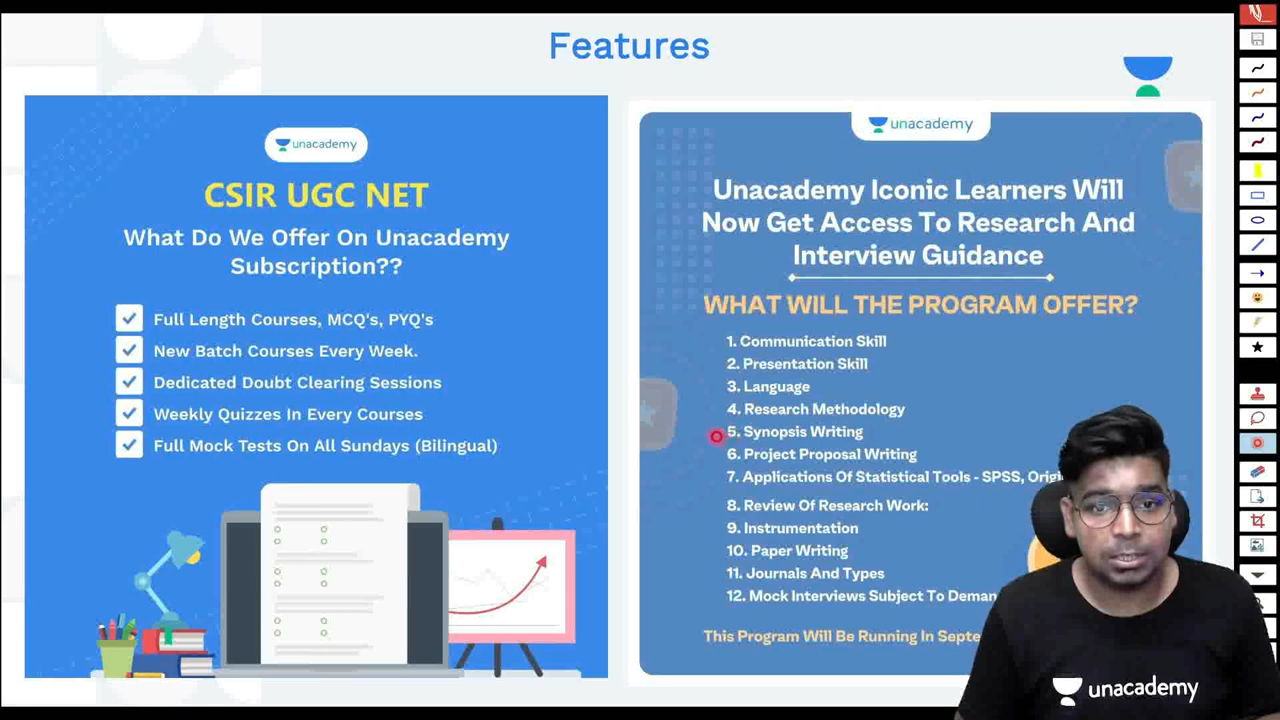 Features
unacademy
CSIR UGC NET
What Do We Offer On Unacademy
Subscription??
Full Length Courses, MCQ's, PYQ's
New Batch Courses Every Week.
Dedicated Doubt Clearing Sessions
Weekly Quizzes In Every Courses
Full Mock Tests On All Sundays (Bilingual)
unacademy
Unacademy Iconic Learners Will
Now Get Access To Research And
Interview Guidance
WHAT WILL THE PROGRAM OFFER?
1. Communication Skill
2. Presentation Skill
3. Language
4. Research Methodology
5. Synopsis Writing
6. Project Proposal Writing
7. Applications Of Statistical Tools - SPSS,
8. Review Of Research Work:
9. Instrumentation
10. Paper Writing
11. Journals And Types
12. Mock Interviews Subject To
This Program Will Be Running In
unacademy